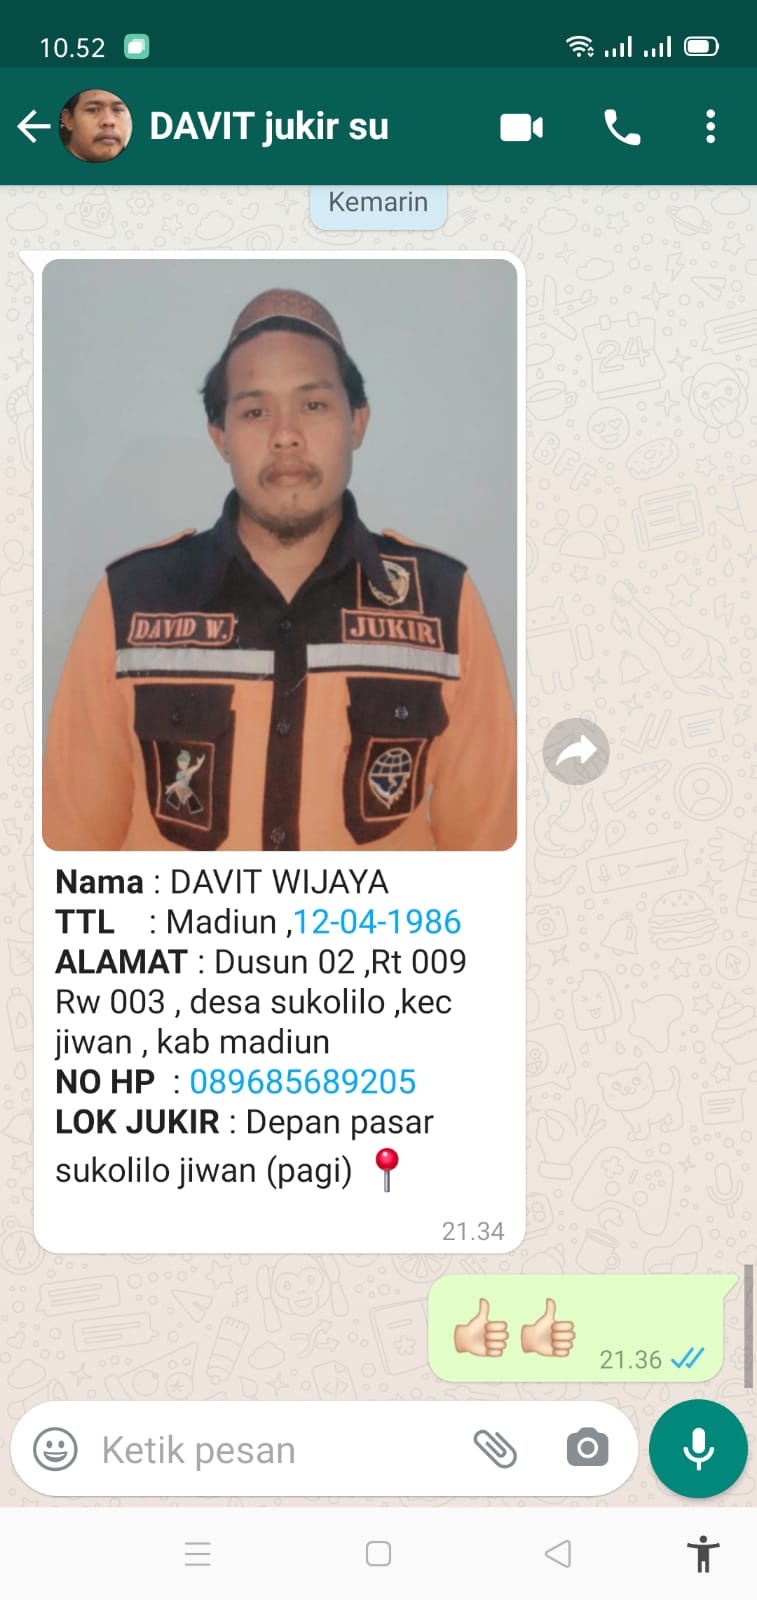 10.52
DAVIT jukir su
Kemarin
DAVID W.
JUKIR
Nama : DAVIT WIJAYA
TTL : Madiun ,12-04-1986
ALAMAT : Dusun 02 ,Rt 009
Rw 003 , desa sukolilo ,kec
jiwan , kab madiun
NO HP : 089685689205
LOK JUKIR : Depan pasar
sukolilo jiwan (pagi)
21.34
21.36
Ketik pesan